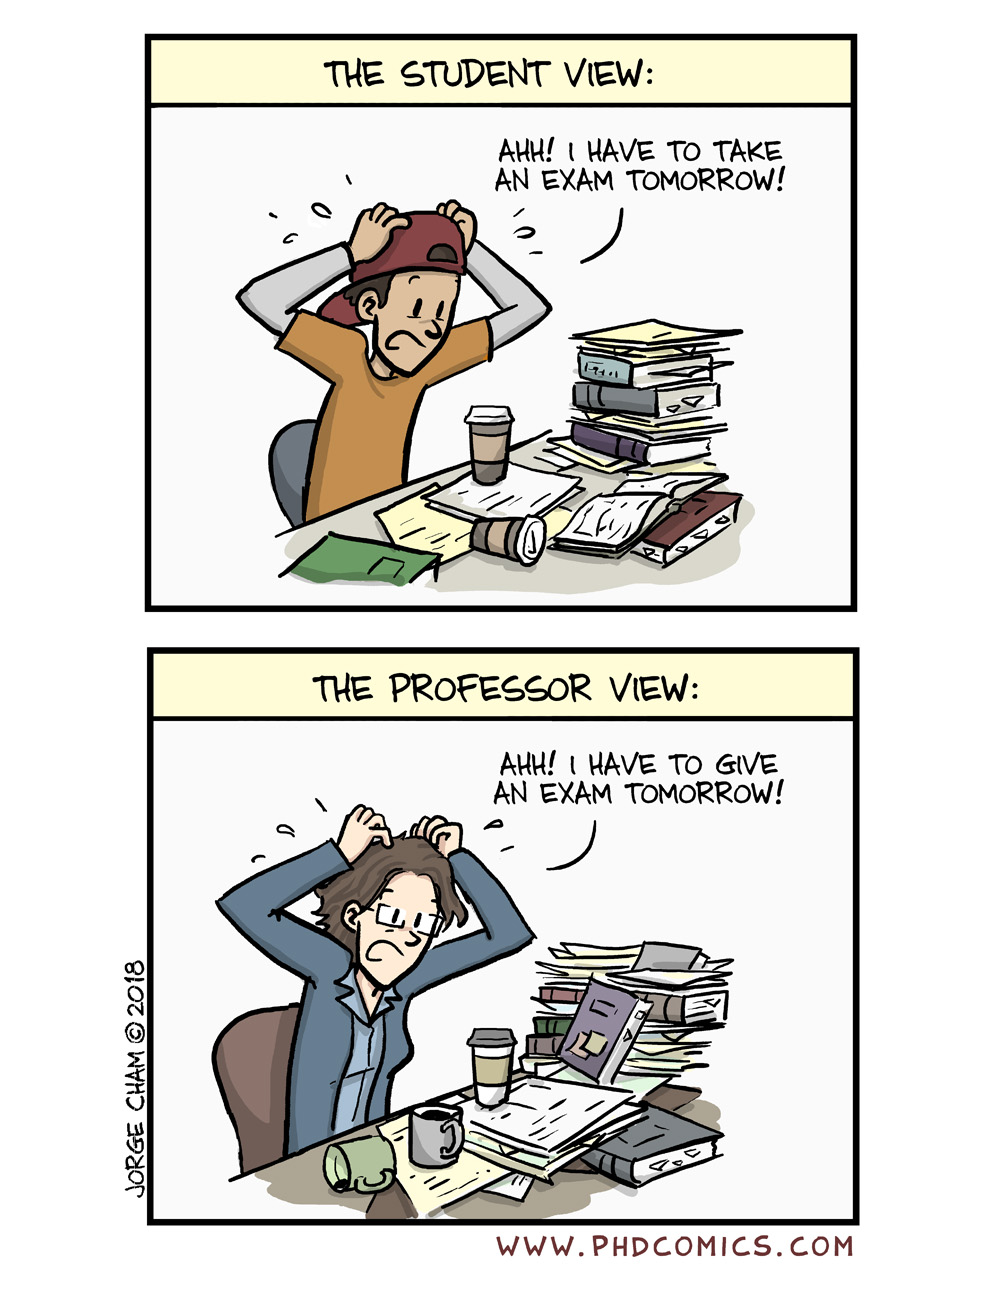 THE STUDENT VIEW:
AHH! I HAVE TO TAKE
AN EXAM TOMORROW!
THE PROFESSOR VIEW:
AHH! I HAVE TO GIVE
AN EXAM TOMORROW!
JORGE CHAM © 2018
WWW.PHDCOMICS.COM